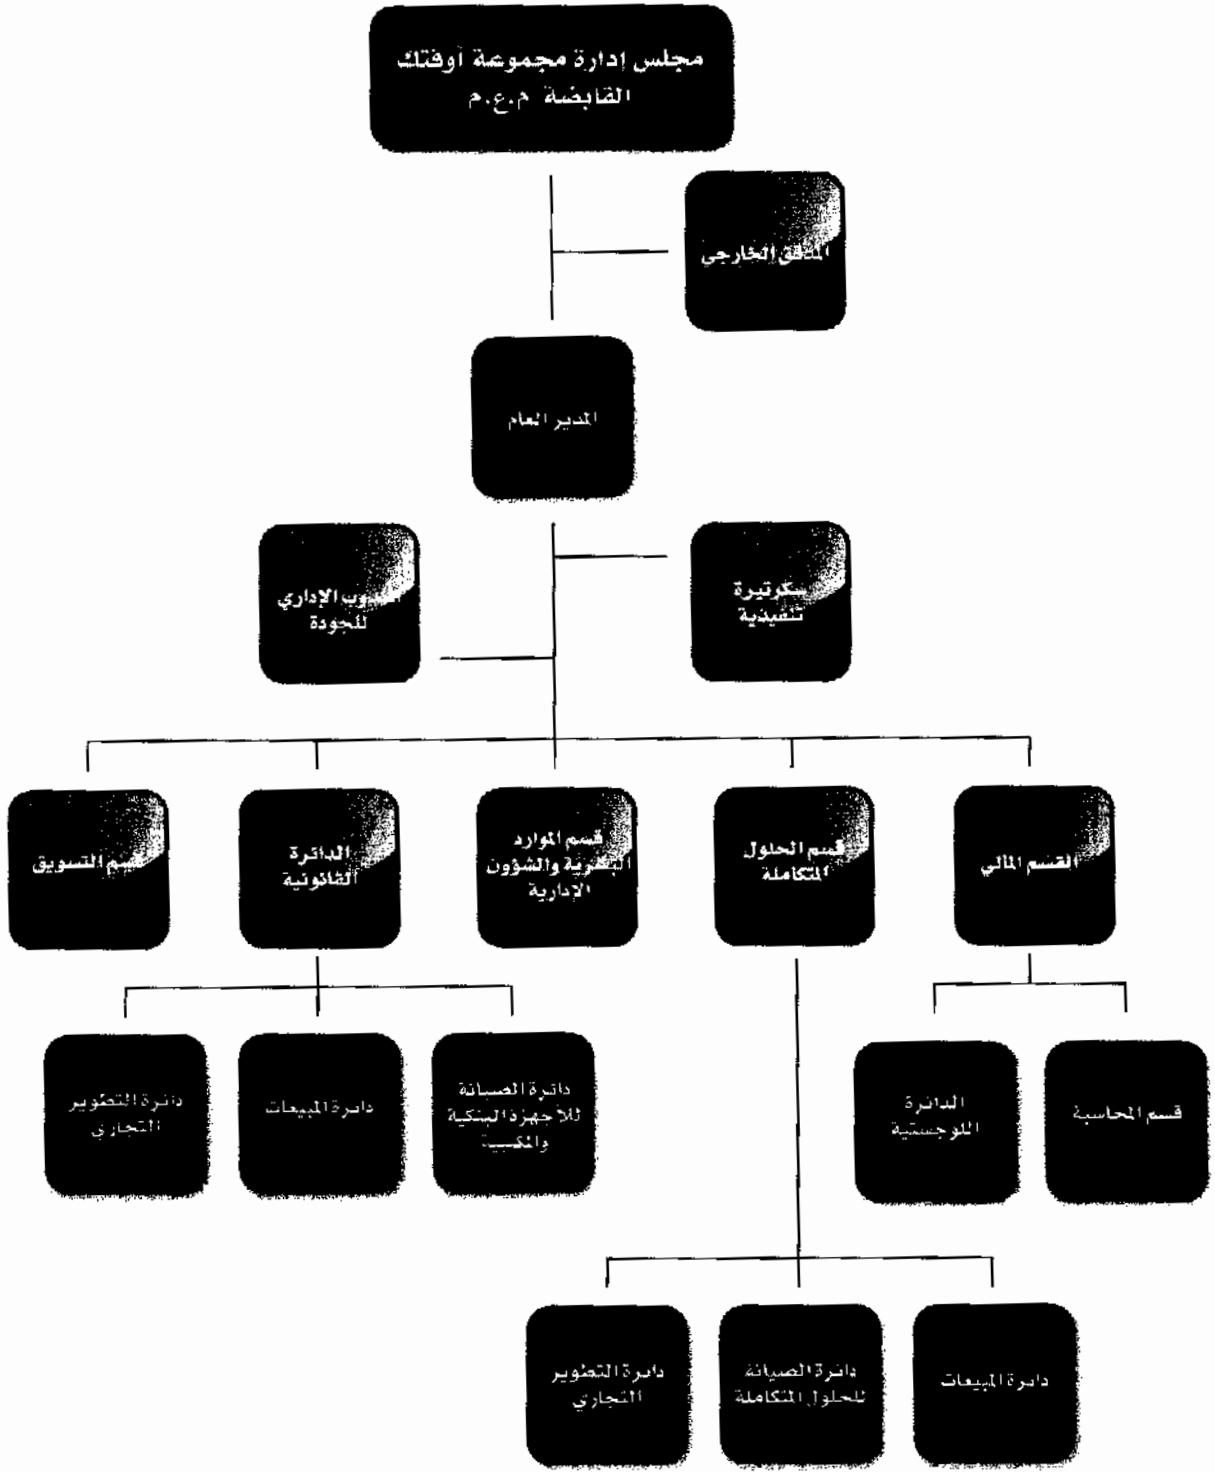 مجلس إدارة مجموعة أوفتك
القابضة م.ع.م
المدقق الخارجي
المدير العام
سكرتيرة
تنفيذية
الإداري
للجودة
القسم المالي
قسم الحلول
المتكاملة
قسم الموارد
البشرية والشؤون
الإدارية
الدائرة
القانونية
قسم التسويق
قسم المحاسبة
الدائرة
اللوجستية
دائرة الصيانة
للأجهزة البنكية
والمكتبية
دائرة المبيعات
دائرة التطوير
التجاري
دائرة المبيعات
دائرة الصيانة
للحلول المتكاملة
دائرة التطوير
التجاري